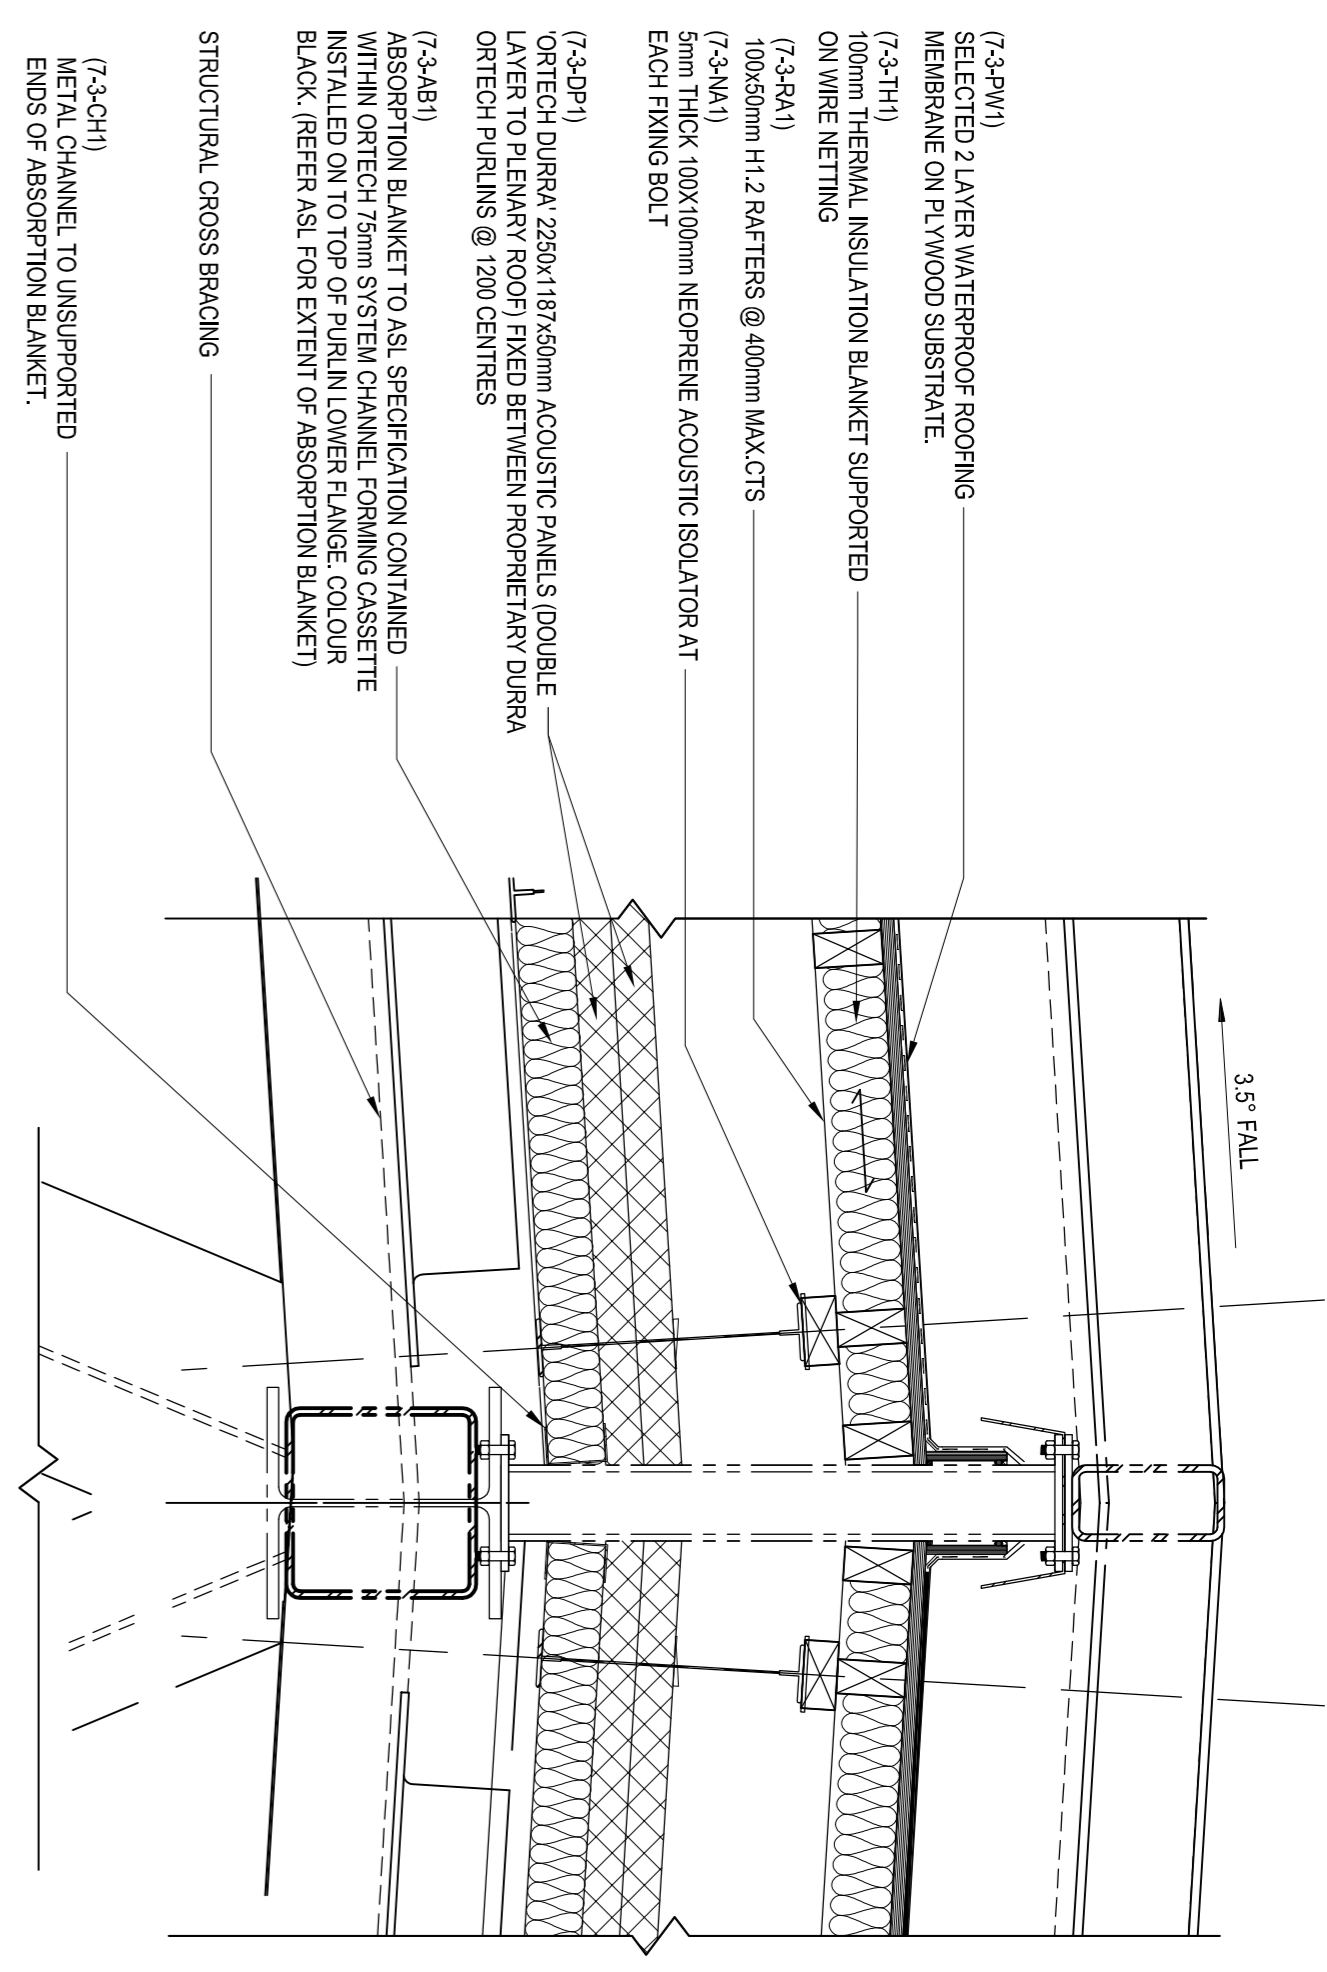 (7-3-PW1)
SELECTED 2 LAYER WATERPROOF ROOFING
MEMBRANE ON PLYWOOD SUBSTRATE.
(7-3-TH1)
100mm THERMAL INSULATION BLANKET SUPPORTED
ON WIRE NETTING
(7-3-RA1)
100x50mm H1.2 RAFTERS @ 400mm MAX.CTS
(7-3-NA1)
5mm THICK 100X100mm NEOPRENE ACOUSTIC ISOLATOR AT
EACH FIXING BOLT
(7-3-DP1)
'ORTECH DURRA' 2250x1187x50mm ACOUSTIC PANELS (DOUBLE
LAYER TO PLENARY ROOF) FIXED BETWEEN PROPRIETARY DURRA
ORTECH PURLINS @ 1200 CENTRES
(7-3-AB1)
ABSORPTION BLANKET TO ASL SPECIFICATION CONTAINED
WITHIN ORTECH 75mm SYSTEM CHANNEL FORMING CASSETTE
INSTALLED ON TO TOP OF PURLIN LOWER FLANGE. COLOUR
BLACK. (REFER ASL FOR EXTENT OF ABSORPTION BLANKET)
STRUCTURAL CROSS BRACING
(7-3-CH1)
METAL CHANNEL TO UNSUPPORTED
ENDS OF ABSORPTION BLANKET.
3.5° FALL